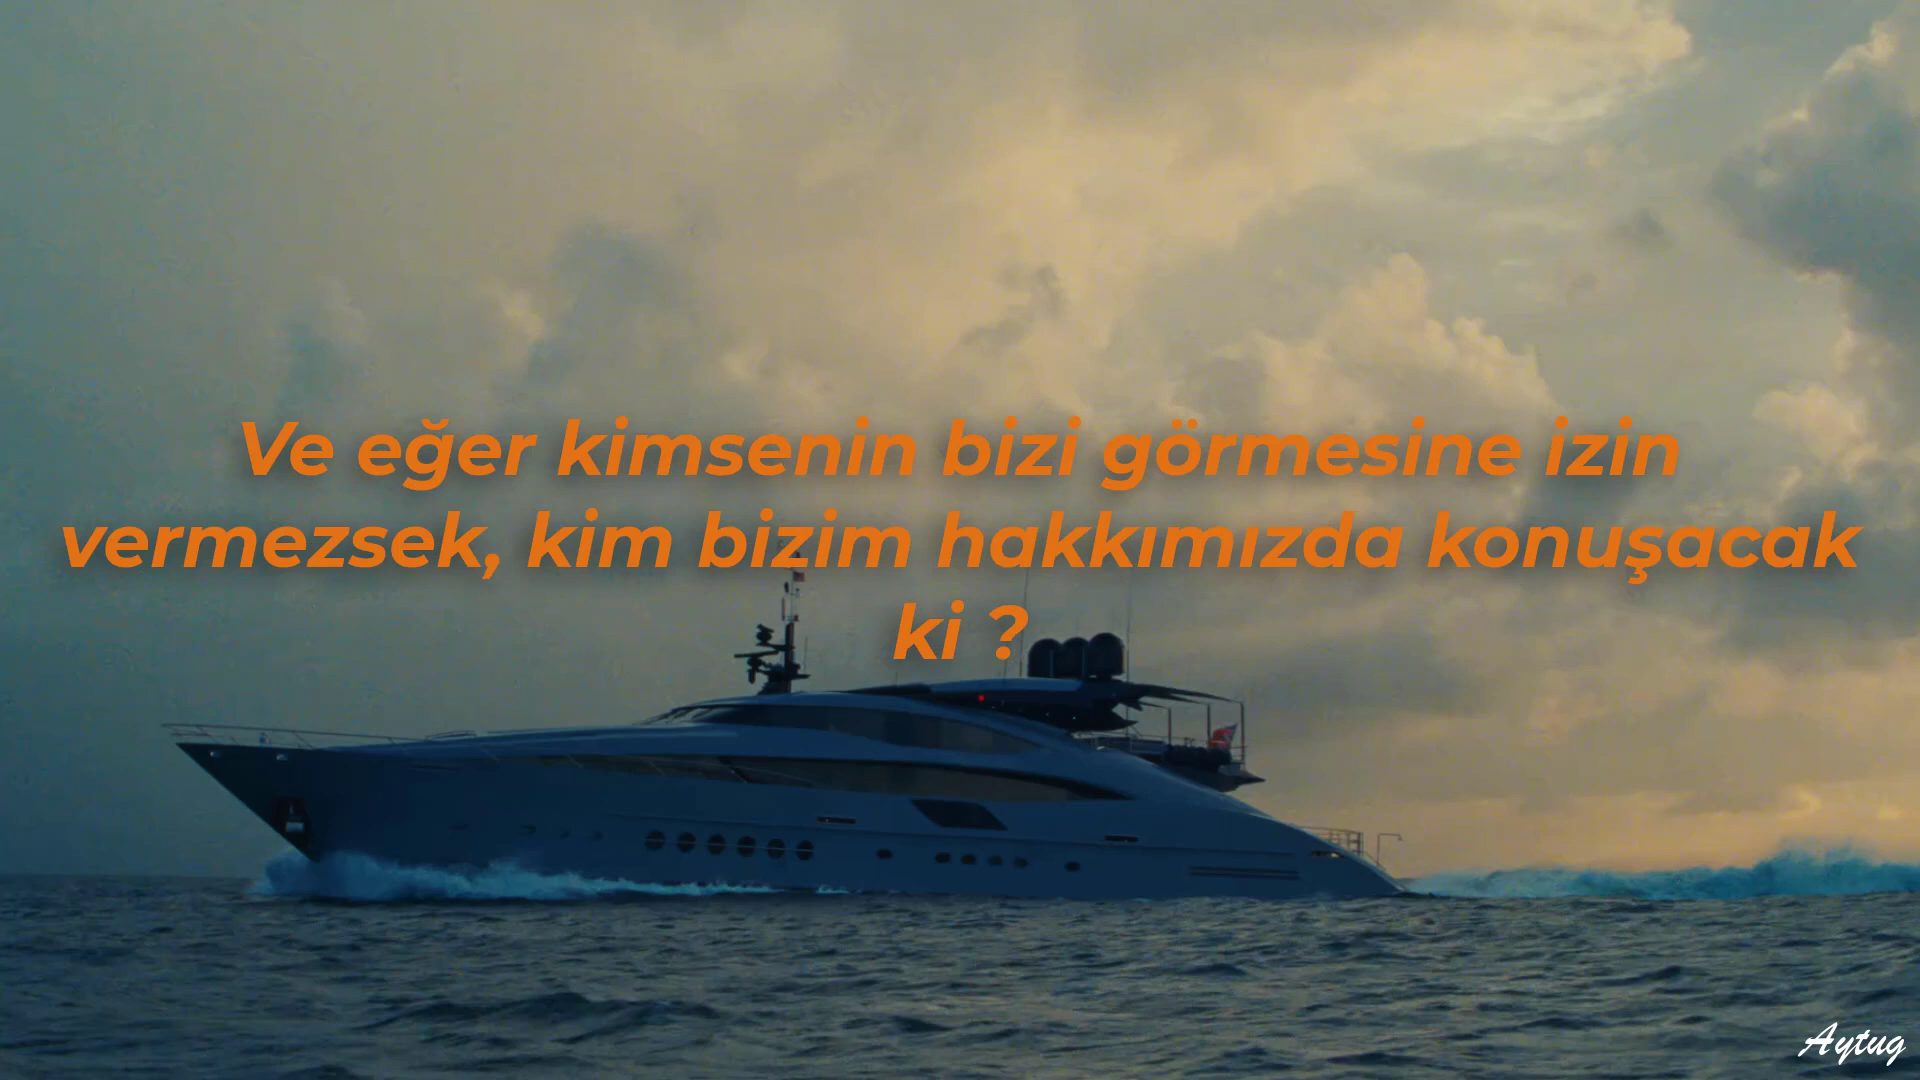 Ve eğer kimsenin bizi görmesine izin
vermezsek, kim bizim hakkımızda konuşacak
ki ?
Aytug